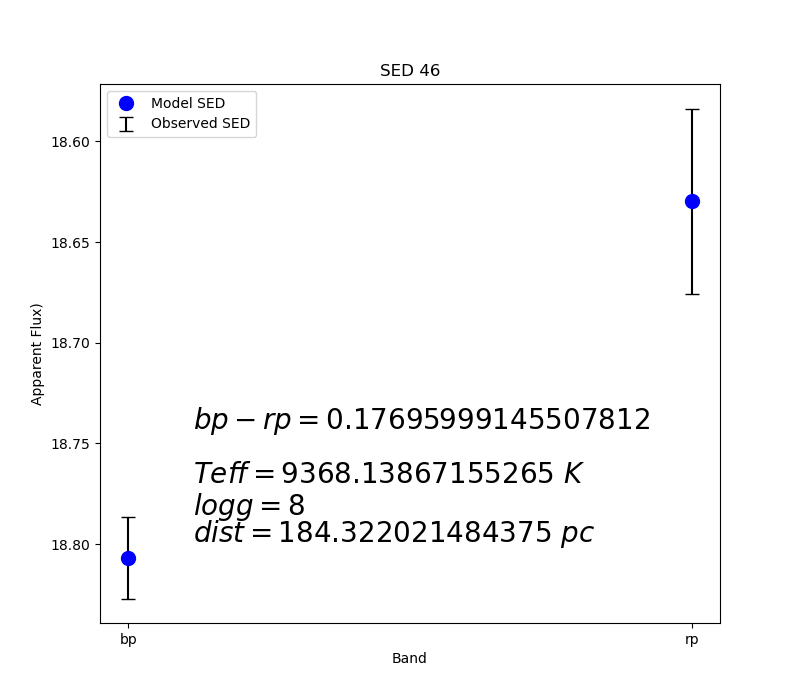 SED 46
Model SED
Observed SED
18.60
18.65
18.70
18.75
18.80
Apparent Flux)
bp − rp = 0.17695999145507812
Teff = 9368.13867155265 K
logg = 8
dist = 184.322021484375 pc
bp
rp
Band